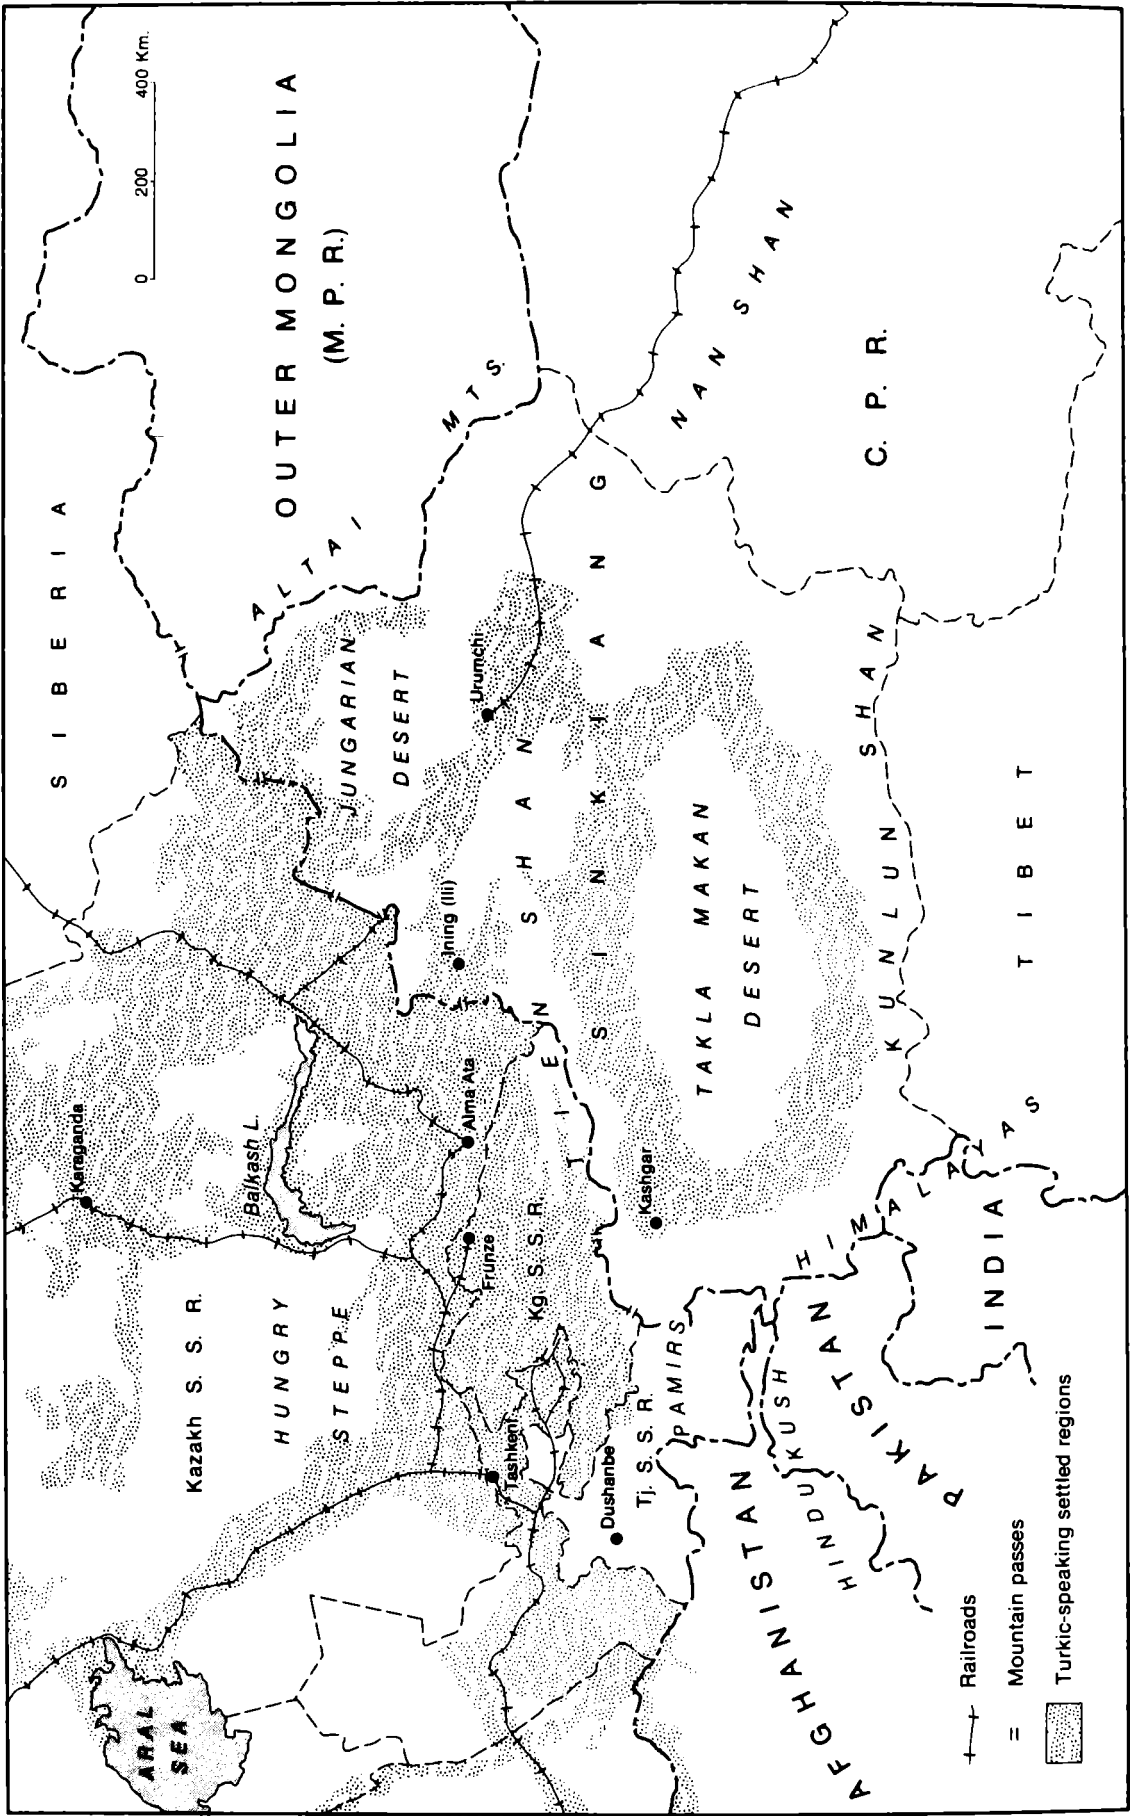 SIBERIA
OUTER MONGOLIA
(M. P. R.)
0 200 400 Km.
ALTAI MTS.
Karaganda
Kazakh S. S. R.
Balkash L.
HUNGRY
STEPPE
ARAL
SEA
JUNGARIAN
DESERT
Urumchi
Ining (Ili)
Alma Ata
Frunze
Kg. S. S. R.
TIEN SHAN
SINKJANG
NAN SHAN
Tashkent
Dushanbe
Tj. S. S. R.
PAMIRS
Kashgar
TAKLA MAKAN
DESERT
C. P. R.
KUNLUN SHAN
TIBET
AFGHANISTAN
HINDU KUSH
PAKISTAN
HIMALAYAS
INDIA
Railroads
= Mountain passes
Turkic-speaking settled regions